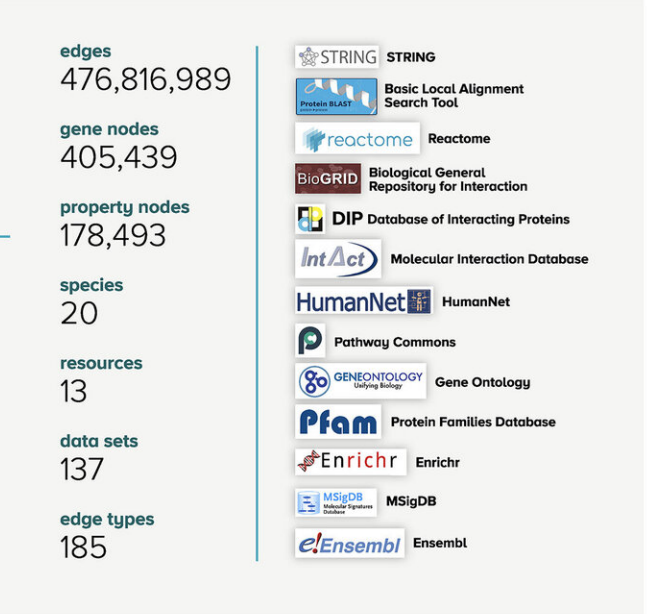 edges
476,816,989
gene nodes
405,439
property nodes
178,493
species
20
resources
13
data sets
137
edge types
185
STRING STRING
Protein BLAST
Basic Local Alignment
Search Tool
reactome Reactome
BioGRID
Biological General
Repository for Interaction
DIP Database of Interacting Proteins
IntAct Molecular Interaction Database
HumanNet HumanNet
Pathway Commons
GENEONTOLOGY
Unifying Biology
Gene Ontology
Pfam Protein Families Database
Enrichr Enrichr
MSigDB
Molecular Signatures
Database
MSigDB
e!Ensembl Ensembl